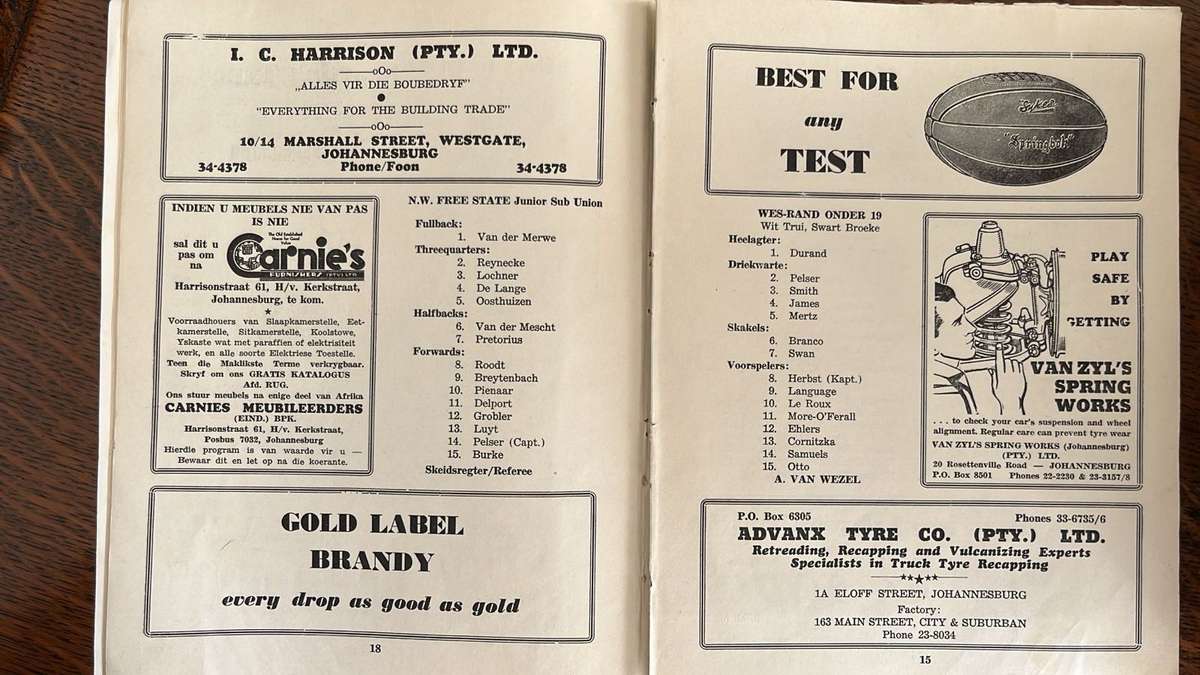 I. C. HARRISON (PTY.) LTD.
oOo
„ALLES VIR DIE BOUBEDRYF”
"EVERYTHING FOR THE BUILDING TRADE"
oOo
10/14 MARSHALL STREET, WESTGATE,
JOHANNESBURG
34-4378 Phone/Foon 34-4378
INDIEN U MEUBELS NIE VAN PAS
IS NIE
sal dit u
pas om
na
The Old Established
Home for Good
Value
Carnie's
FURNISHERS (PTY) LTD.
Harrisonstraat 61, H/v. Kerkstraat,
Johannesburg, te kom.
Voorraadhouers van Slaapkamerstelle, Eet-
kamerstelle, Sitkamerstelle, Koolstowe,
Yskaste wat met paraffien of elektrisiteit
werk, en alle soorte Elektriese Toestelle.
Teen die Maklikste Terme verkrygbaar.
Skryf om ons GRATIS KATALOGUS
Afd. RUG.
Ons stuur meubels na enige deel van Afrika
CARNIES MEUBILEERDERS
(EIND.) BPK.
Harrisonstraat 61, H/v. Kerkstraat,
Posbus 7032, Johannesburg
Hierdie program is van waarde vir u —
Bewaar dit en let op na die koerante.
N.W. FREE STATE Junior Sub Union
Fullback:
1. Van der Merwe
Threequarters:
2. Reynecke
3. Lochner
4. De Lange
5. Oosthuizen
Halfbacks:
6. Van der Mescht
7. Pretorius
Forwards:
8. Roodt
9. Breytenbach
10. Pienaar
11. Delport
12. Grobler
13. Luyt
14. Pelser (Capt.)
15. Burke
Skeidsregter/Referee
GOLD LABEL
BRANDY
every drop as good as gold
18
BEST FOR
any
TEST
Sykes
"Springbok"
WES-RAND ONDER 19
Wit Trui, Swart Broeke
Heelagter:
1. Durand
Driekwarte:
2. Pelser
3. Smith
4. James
5. Mertz
Skakels:
6. Branco
7. Swan
Voorspelers:
8. Herbst (Kapt.)
9. Language
10. Le Roux
11. More-O'Ferall
12. Ehlers
13. Cornitzka
14. Samuels
15. Otto
A. VAN WEZEL
PLAY
SAFE
BY
GETTING
VAN ZYL'S
SPRING
WORKS
. . . to check your car's suspension and wheel
alignment. Regular care can prevent tyre wear
VAN ZYL'S SPRING WORKS (Johannesburg)
(PTY.) LTD.
20 Rosettenville Road — JOHANNESBURG
P.O. Box 8501 Phones 22-2230 & 23-3157/8
P.O. Box 6305 Phones 33-6735/6
ADVANX TYRE CO. (PTY.) LTD.
Retreading, Recapping and Vulcanizing Experts
Specialists in Truck Tyre Recapping
1A ELOFF STREET, JOHANNESBURG
Factory:
163 MAIN STREET, CITY & SUBURBAN
Phone 23-8034
15